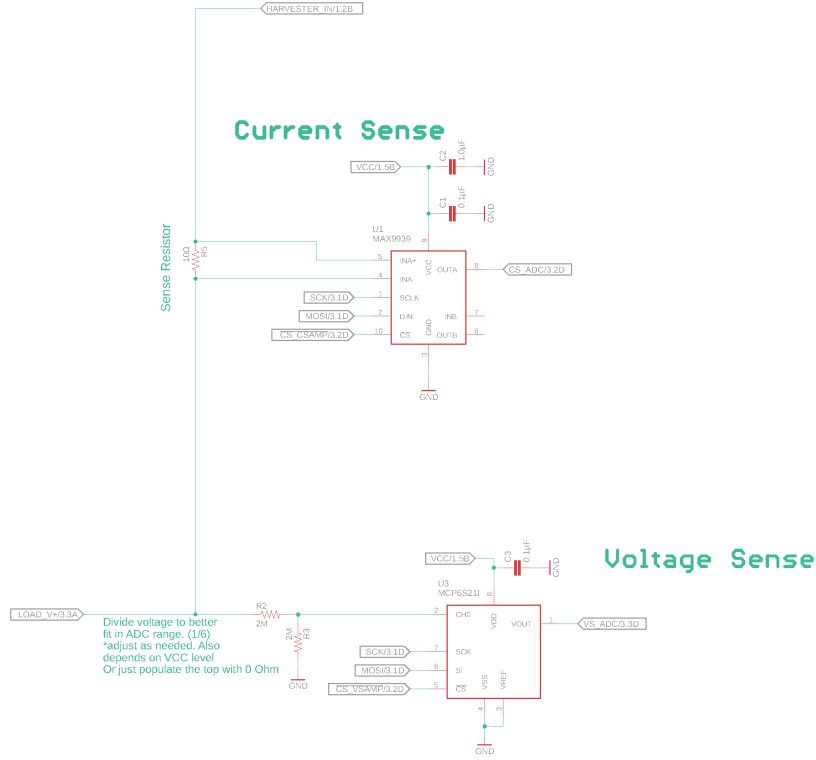 HARVESTER_IN/1.2B
Current Sense
VCC/1.5B
C2
1.0µF
GND
C1
0.1µF
GND
U1
MAX9939
Sense Resistor
10Ω
R5
5
INA+
4
INA-
1
SCLK
2
DIN
10
CS
9
VCC
GND
3
OUTA
8
INB
7
OUTB
6
CS_ADC/3.2D
SCK/3.1D
MOSI/3.1D
CS_CSAMP/3.2D
GND
Voltage Sense
VCC/1.5B
C3
0.1µF
GND
U3
MCP6S21I
LOAD_V+/3.3A
R2
2M
2M
R3
GND
Divide voltage to better
fit in ADC range. (1/6)
*adjust as needed. Also
depends on VCC level
Or just populate the top with 0 Ohm
2
CH0
8
VDD
VOUT
1
VS_ADC/3.3D
SCK/3.1D
7
SCK
MOSI/3.1D
6
SI
CS_VSAMP/3.2D
5
CS
VSS
VREF
4
3
GND